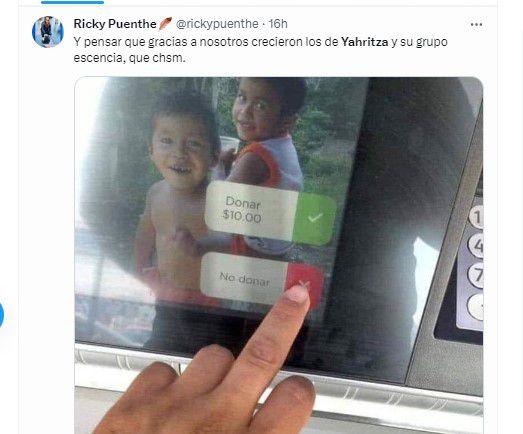 Ricky Puenthe @rickypuenthe · 16h
Y pensar que gracias a nosotros crecieron los de Yahritza y su grupo
escencia, que chsm.
Donar
$10.00
No donar
1
4
7